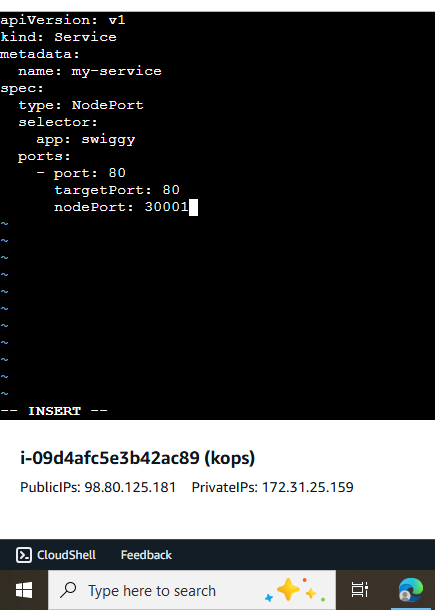 apiVersion: v1
kind: Service
metadata:
  name: my-service
spec:
  type: NodePort
  selector:
    app: swiggy
  ports:
    - port: 80
      targetPort: 80
      nodePort: 30001
~
~
~
~
~
~
~
~
~
~
~
-- INSERT --
i-09d4afc5e3b42ac89 (kops)
PublicIPs: 98.80.125.181 PrivateIPs: 172.31.25.159
CloudShell Feedback
Type here to search